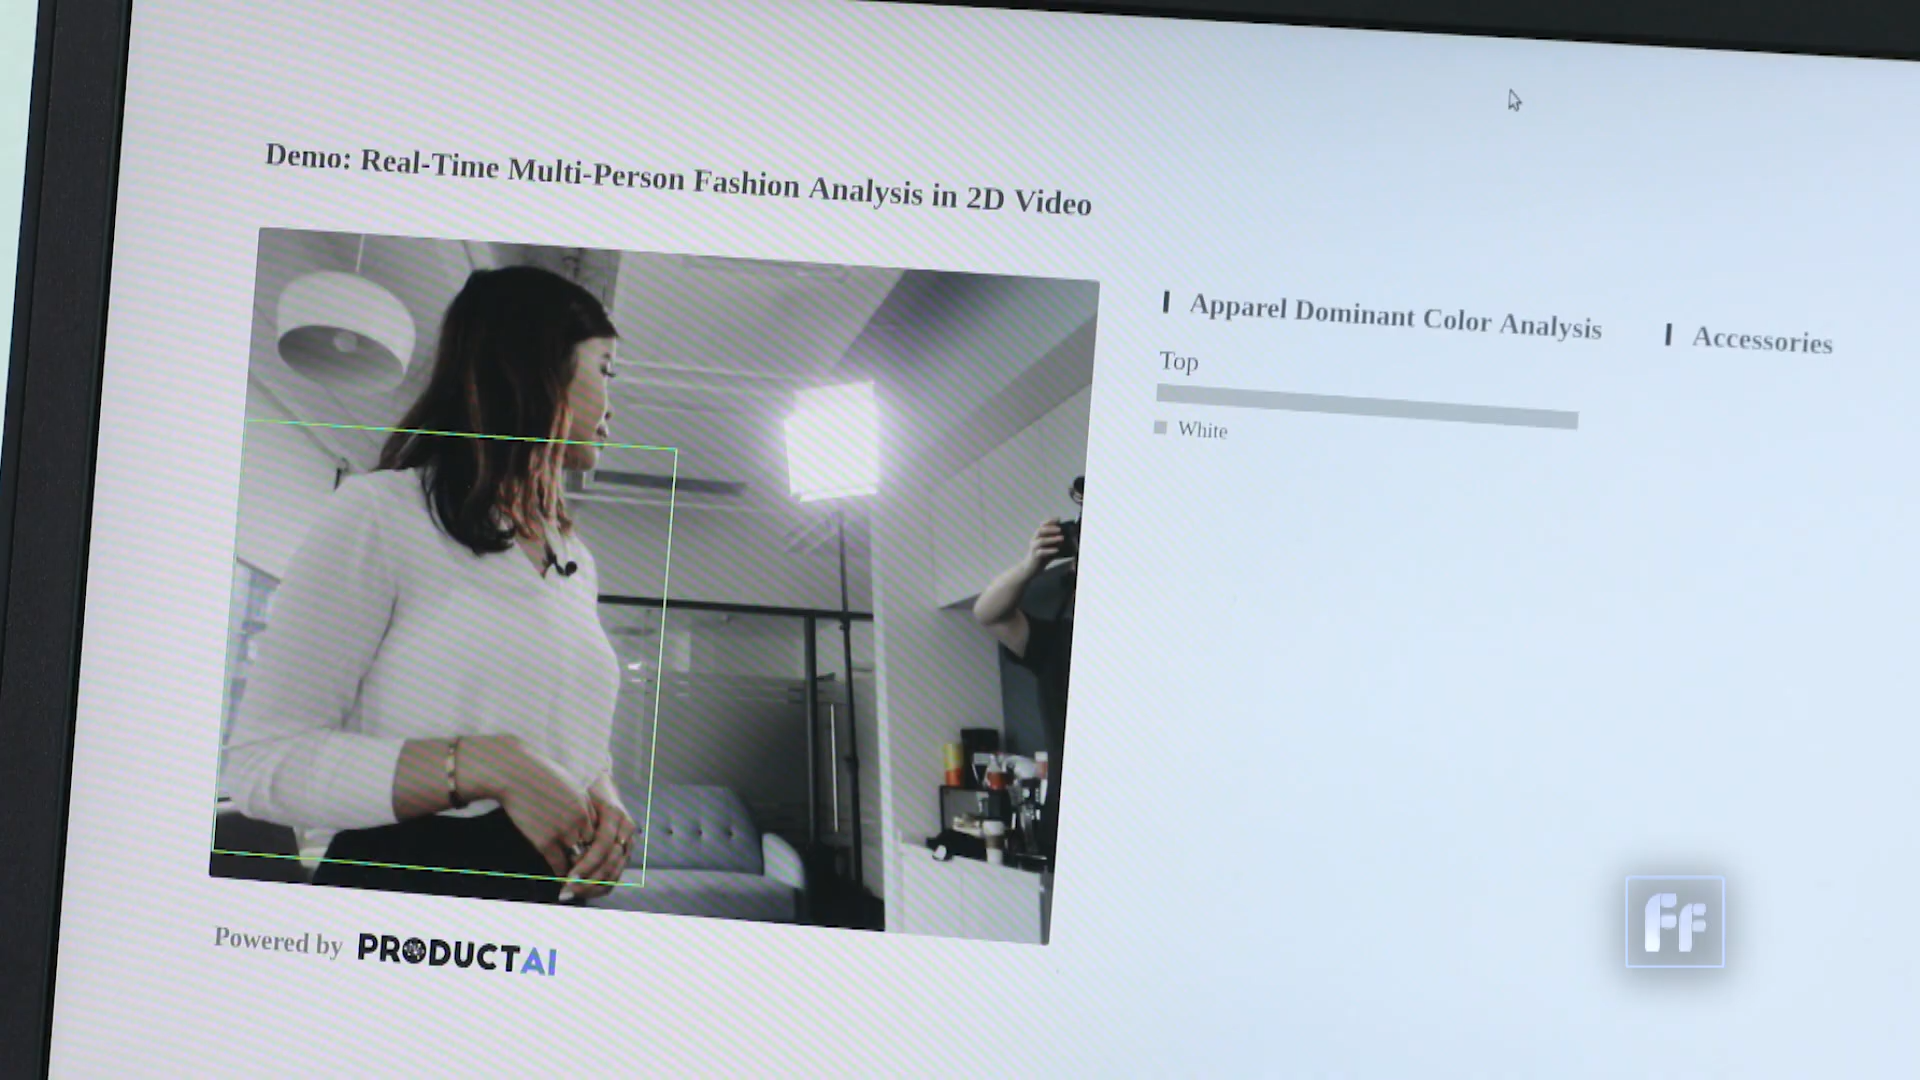 Demo: Real-Time Multi-Person Fashion Analysis in 2D Video
Apparel Dominant Color Analysis
Accessories
Top
White
Powered by PRODUCTAI
FF